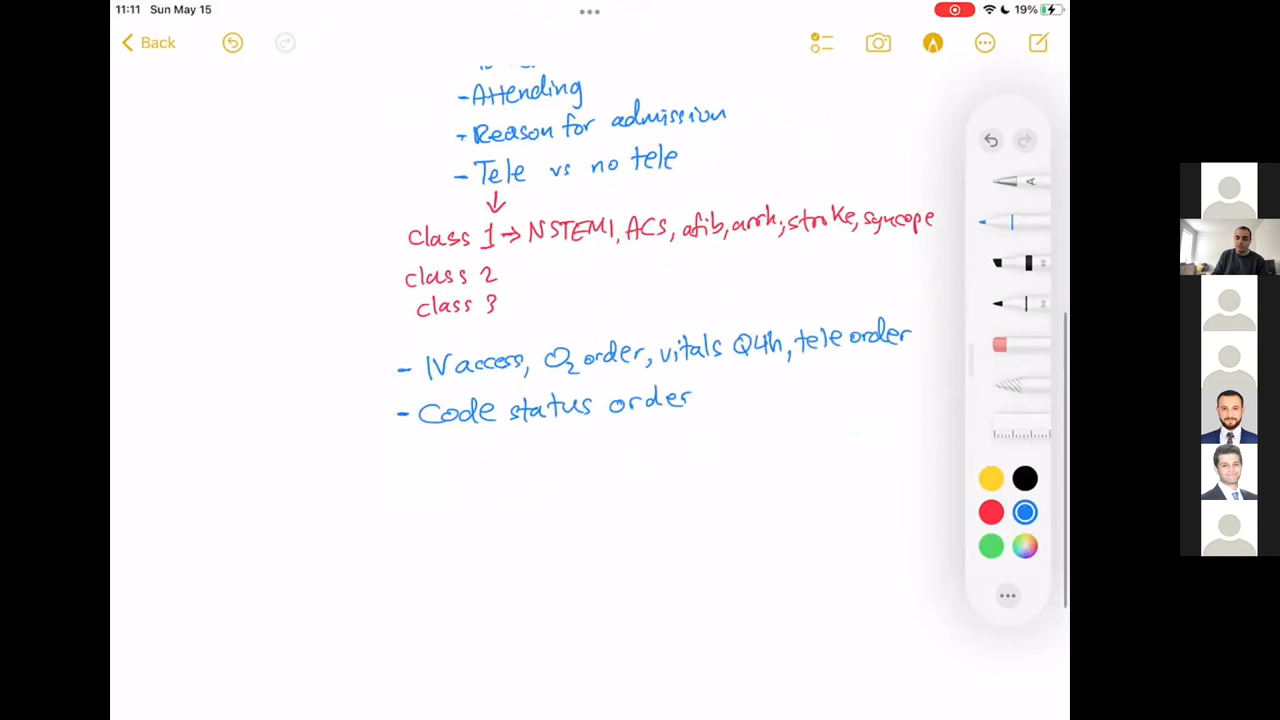 11:11 Sun May 15
19%
Back
- Attending
- Reason for admission
- Tele vs no tele
class 1 → NSTEMI, ACS, afib, arrh, stroke, syncope
class 2
class 3
- IV access, O2 order, vitals Q4h, tele order
- Code status order